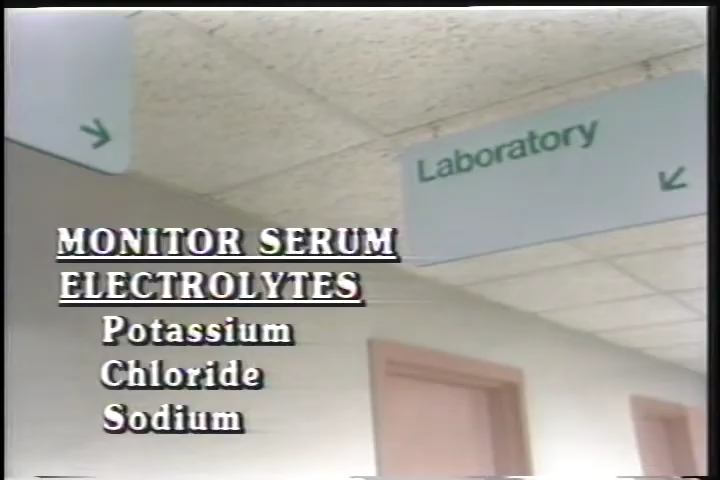 Laboratory
MONITOR SERUM
ELECTROLYTES
Potassium
Chloride
Sodium